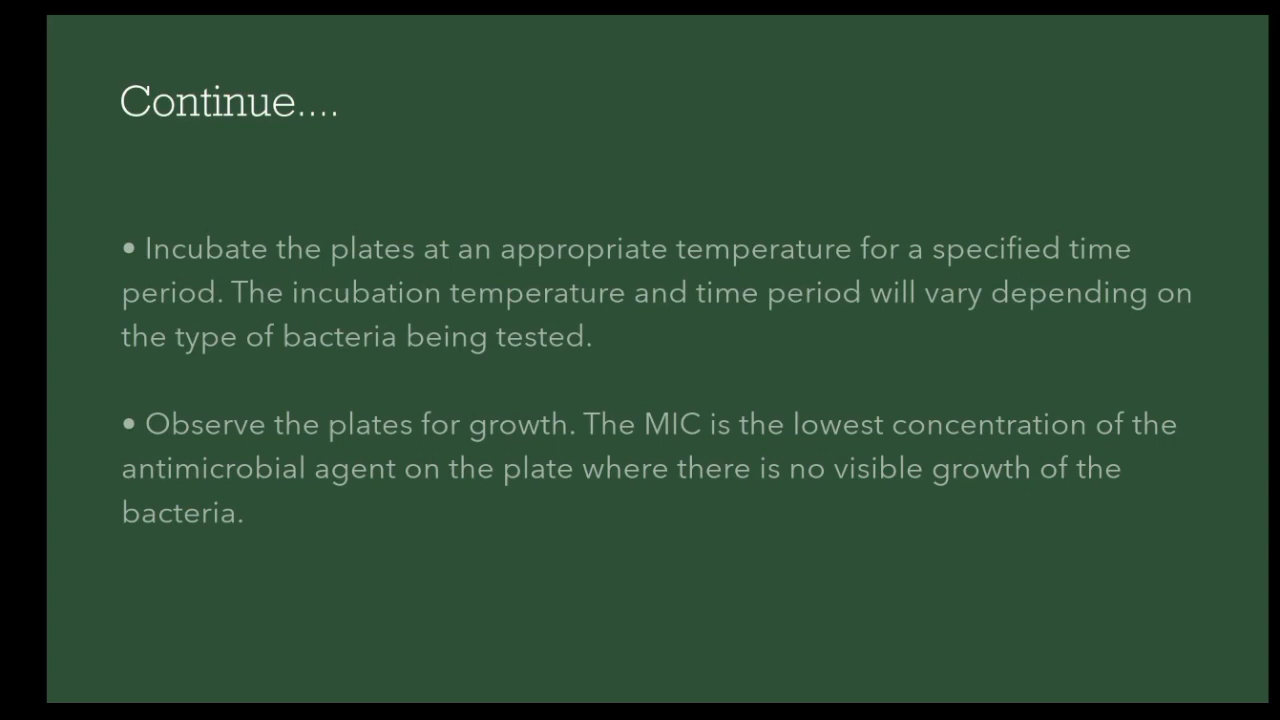 Continue....
• Incubate the plates at an appropriate temperature for a specified time
period. The incubation temperature and time period will vary depending on
the type of bacteria being tested.
• Observe the plates for growth. The MIC is the lowest concentration of the
antimicrobial agent on the plate where there is no visible growth of the
bacteria.